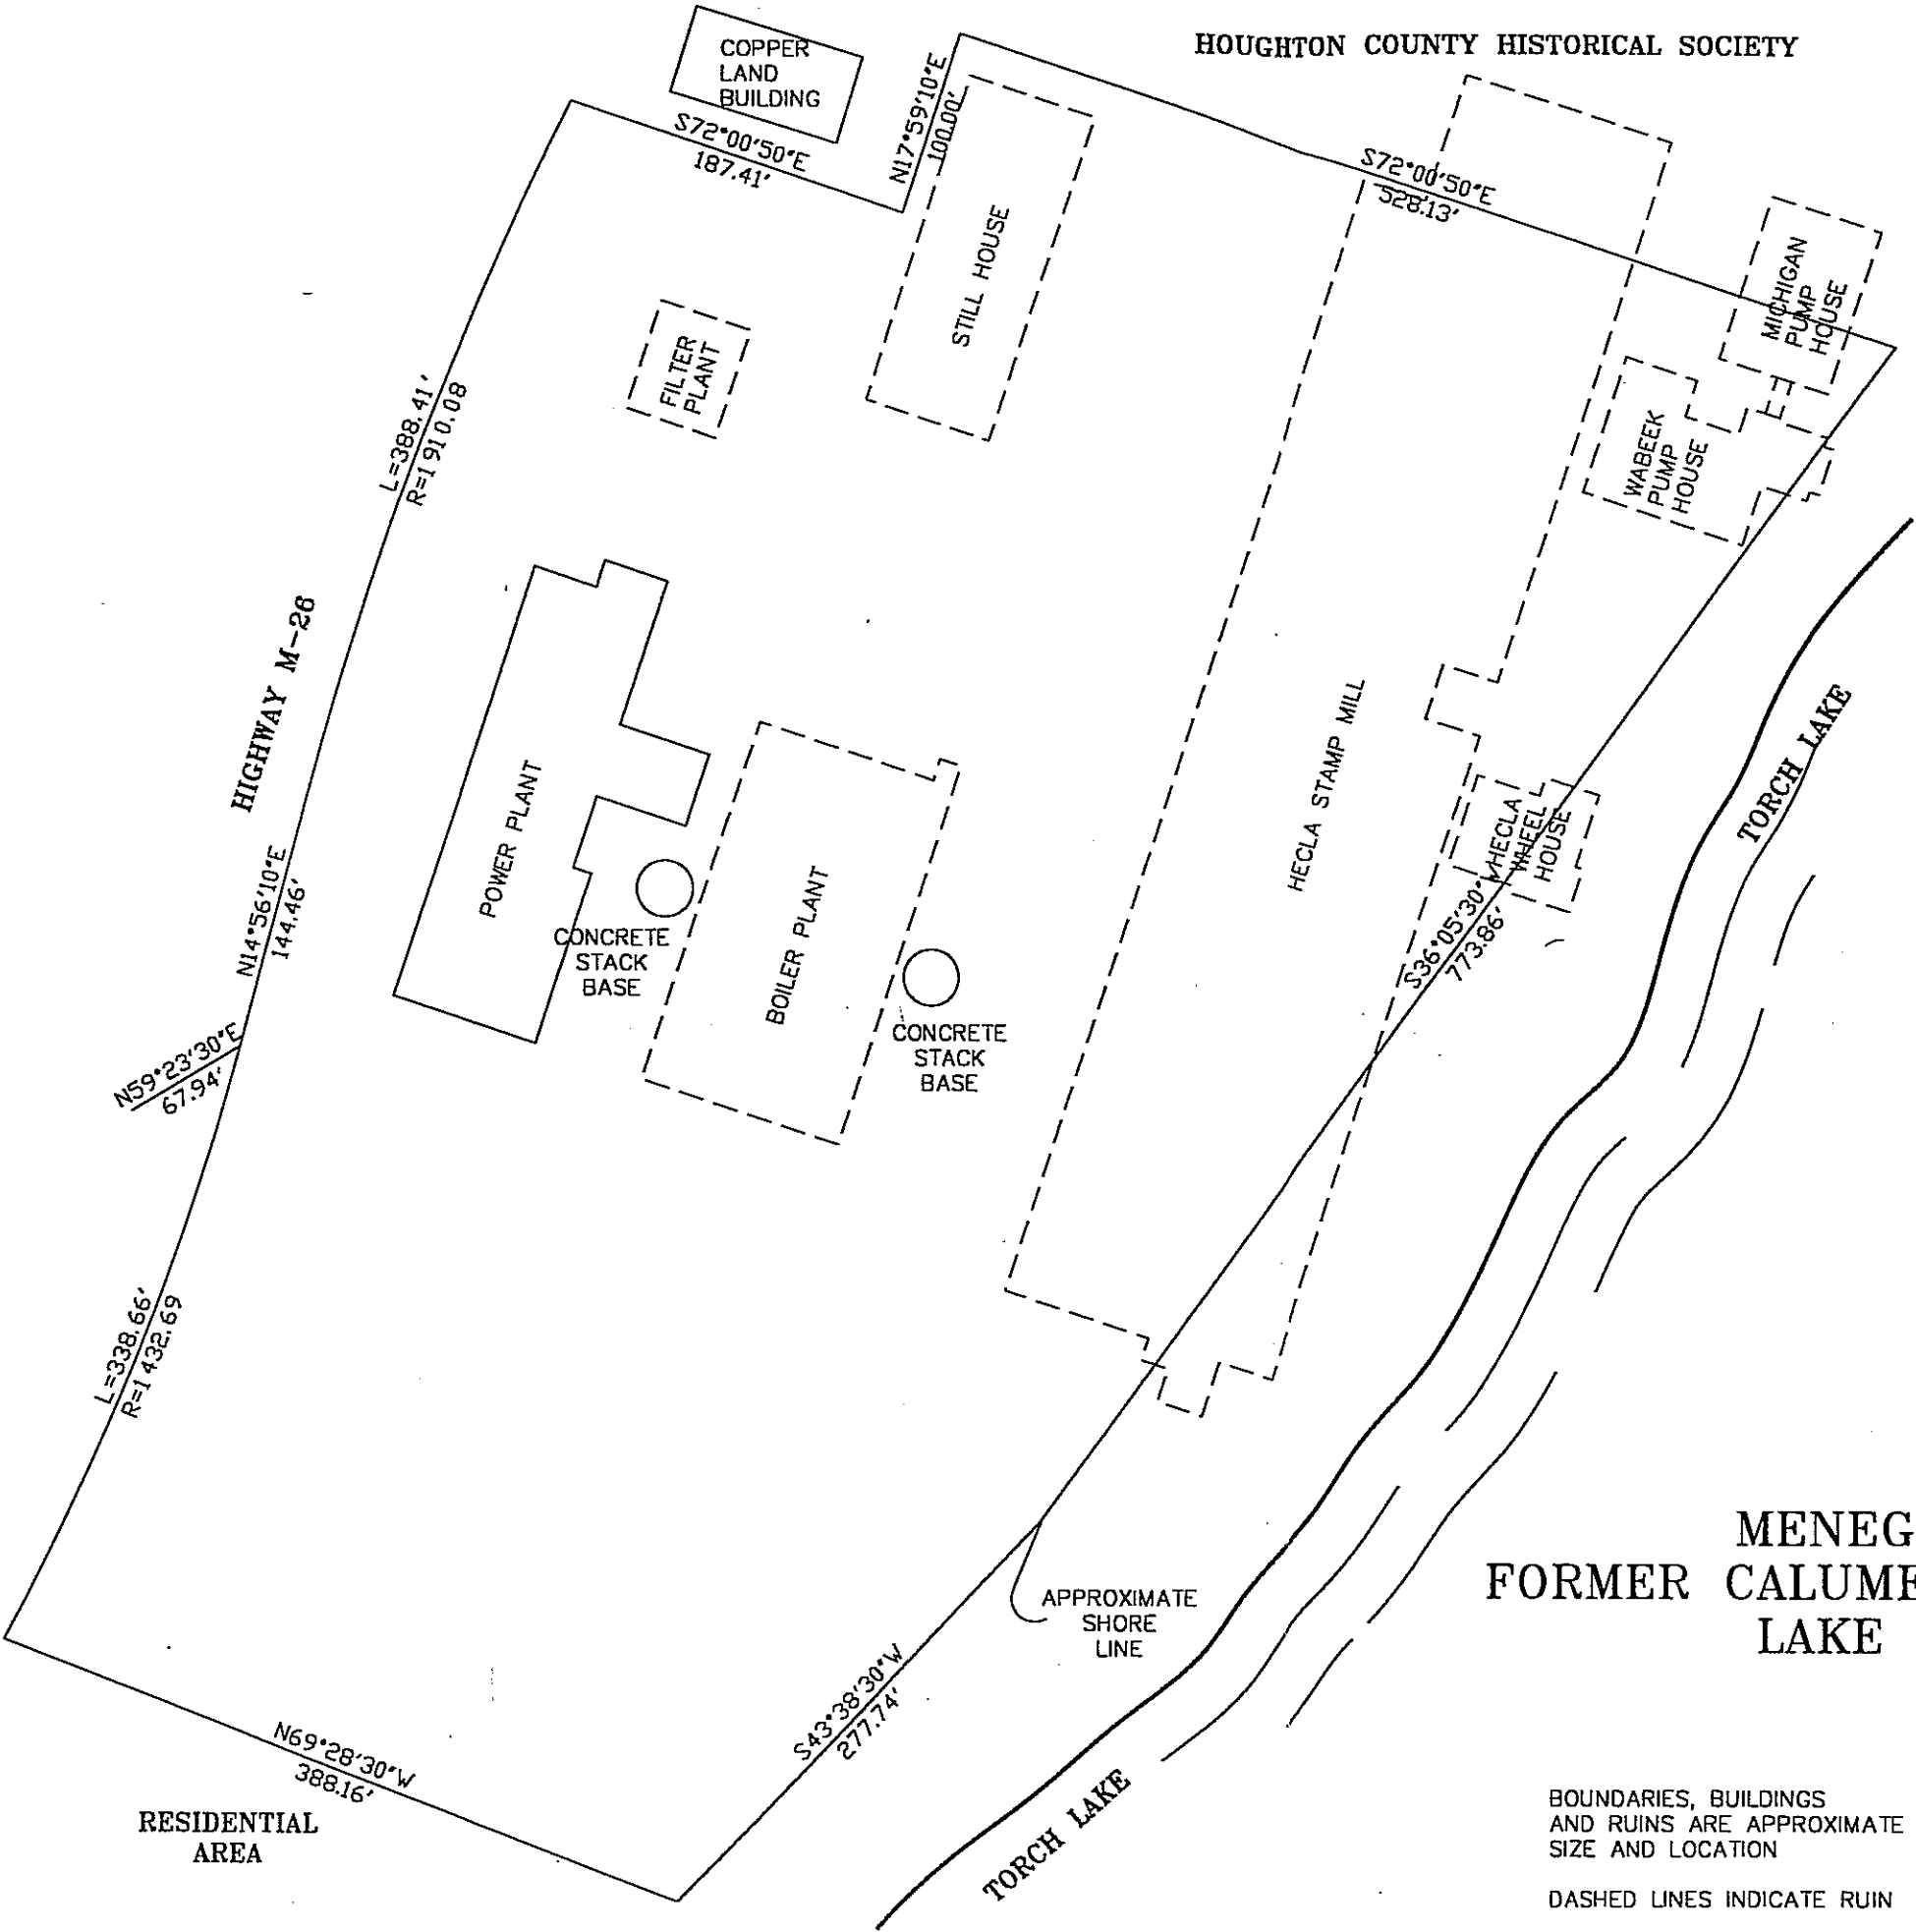 HOUGHTON COUNTY HISTORICAL SOCIETY
COPPER
LAND
BUILDING
S72°00'50"E
187.41'
N17°59'10"E
100.00'
S72°00'50"E
528.13'
STILL HOUSE
MICHIGAN
PUMP
HOUSE
FILTER
PLANT
L=388.41'
R=1910.08
WABEEK
PUMP
HOUSE
HIGHWAY M-26
TORCH LAKE
HECLA STAMP MILL
HECLA
WHEEL
HOUSE
POWER PLANT
BOILER PLANT
S36°05'30"W
773.86'
N14°56'10"E
144.46'
CONCRETE
STACK
BASE
CONCRETE
STACK
BASE
N59°23'30"E
67.94'
L=338.66'
R=1432.69
MENEG
FORMER CALUME
LAKE
APPROXIMATE
SHORE
LINE
S43°38'30"W
277.74'
N69°28'30"W
388.16'
RESIDENTIAL
AREA
TORCH LAKE
BOUNDARIES, BUILDINGS
AND RUINS ARE APPROXIMATE
SIZE AND LOCATION
DASHED LINES INDICATE RUIN